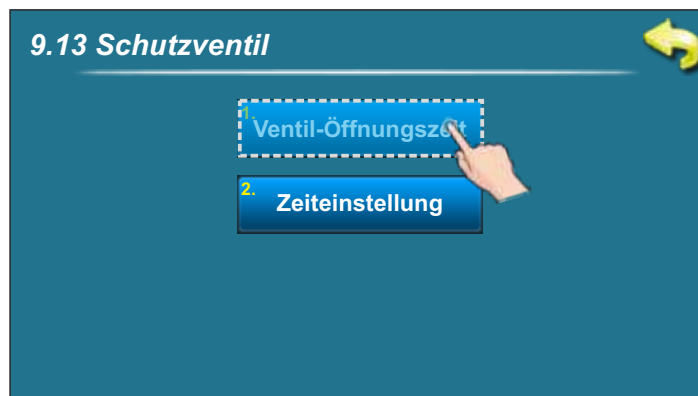 9.13 Schutzventil
1.
Ventil-Öffnungszeit
2.
Zeiteinstellung